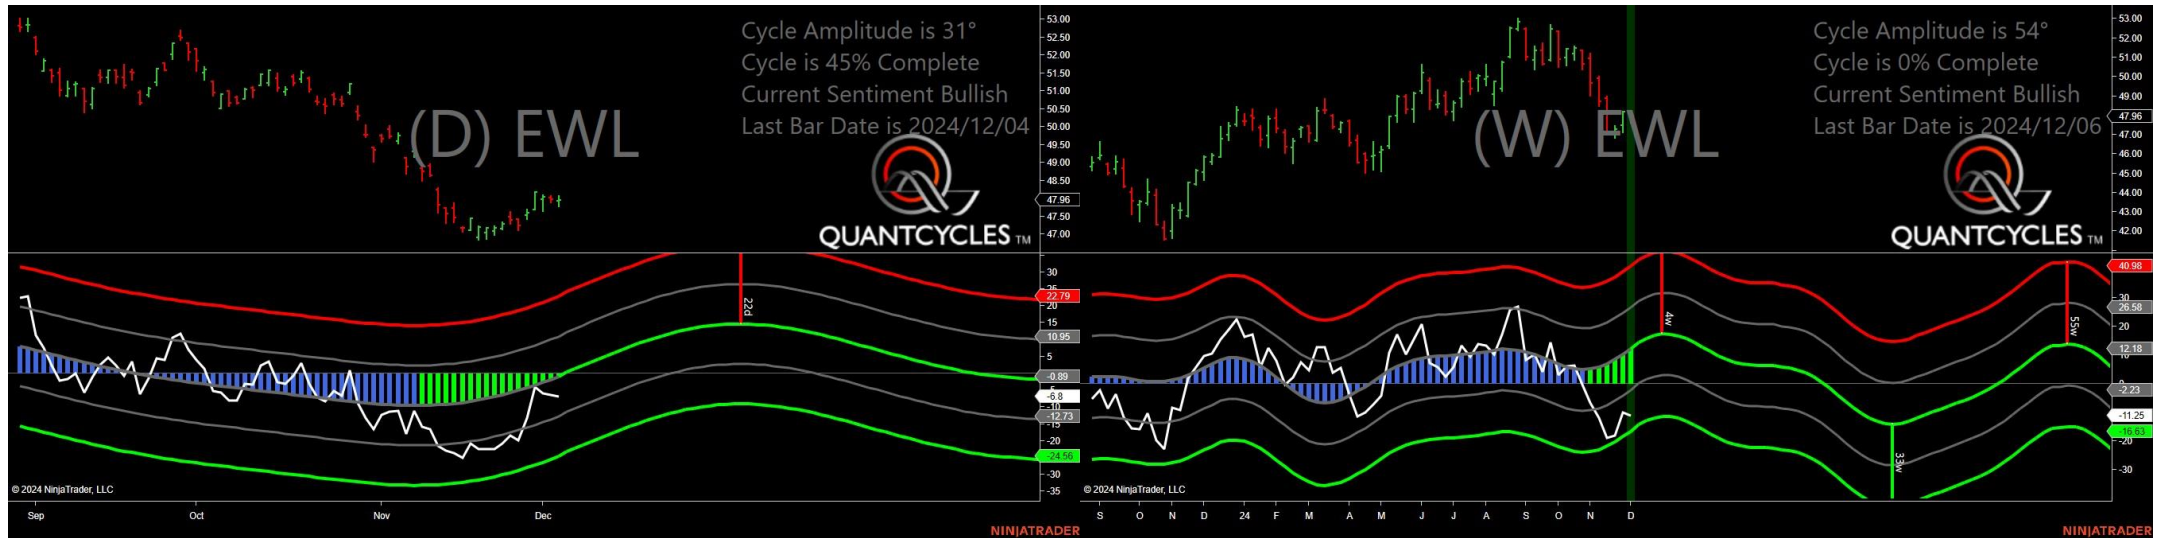 Cycle Amplitude is 31°
Cycle is 45% Complete
Current Sentiment Bullish
Last Bar Date is 2024/12/04
(D) EWL
QUANTCYCLES TM
53.00
52.50
52.00
51.50
51.00
50.50
50.00
49.50
49.00
48.50
47.96
47.50
47.00
22d
30
22.79
20
15
10.95
5
-0.89
-5
-6.8
-10
-12.73
-15
-20
-24.56
-30
-35
© 2024 NinjaTrader, LLC
Sep Oct Nov Dec
NINJATRADER
Cycle Amplitude is 54°
Cycle is 0% Complete
Current Sentiment Bullish
Last Bar Date is 2024/12/06
(W) EWL
QUANTCYCLES TM
53.00
52.00
51.00
50.00
49.00
47.96
47.00
46.00
45.00
44.00
43.00
42.00
4w
33w
55w
40.98
30
26.58
20
12.18
10
0
-2.23
-11.25
-16.63
-20
-30
© 2024 NinjaTrader, LLC
S O N D 24 F M A M J J A S O N D
NINJATRADER